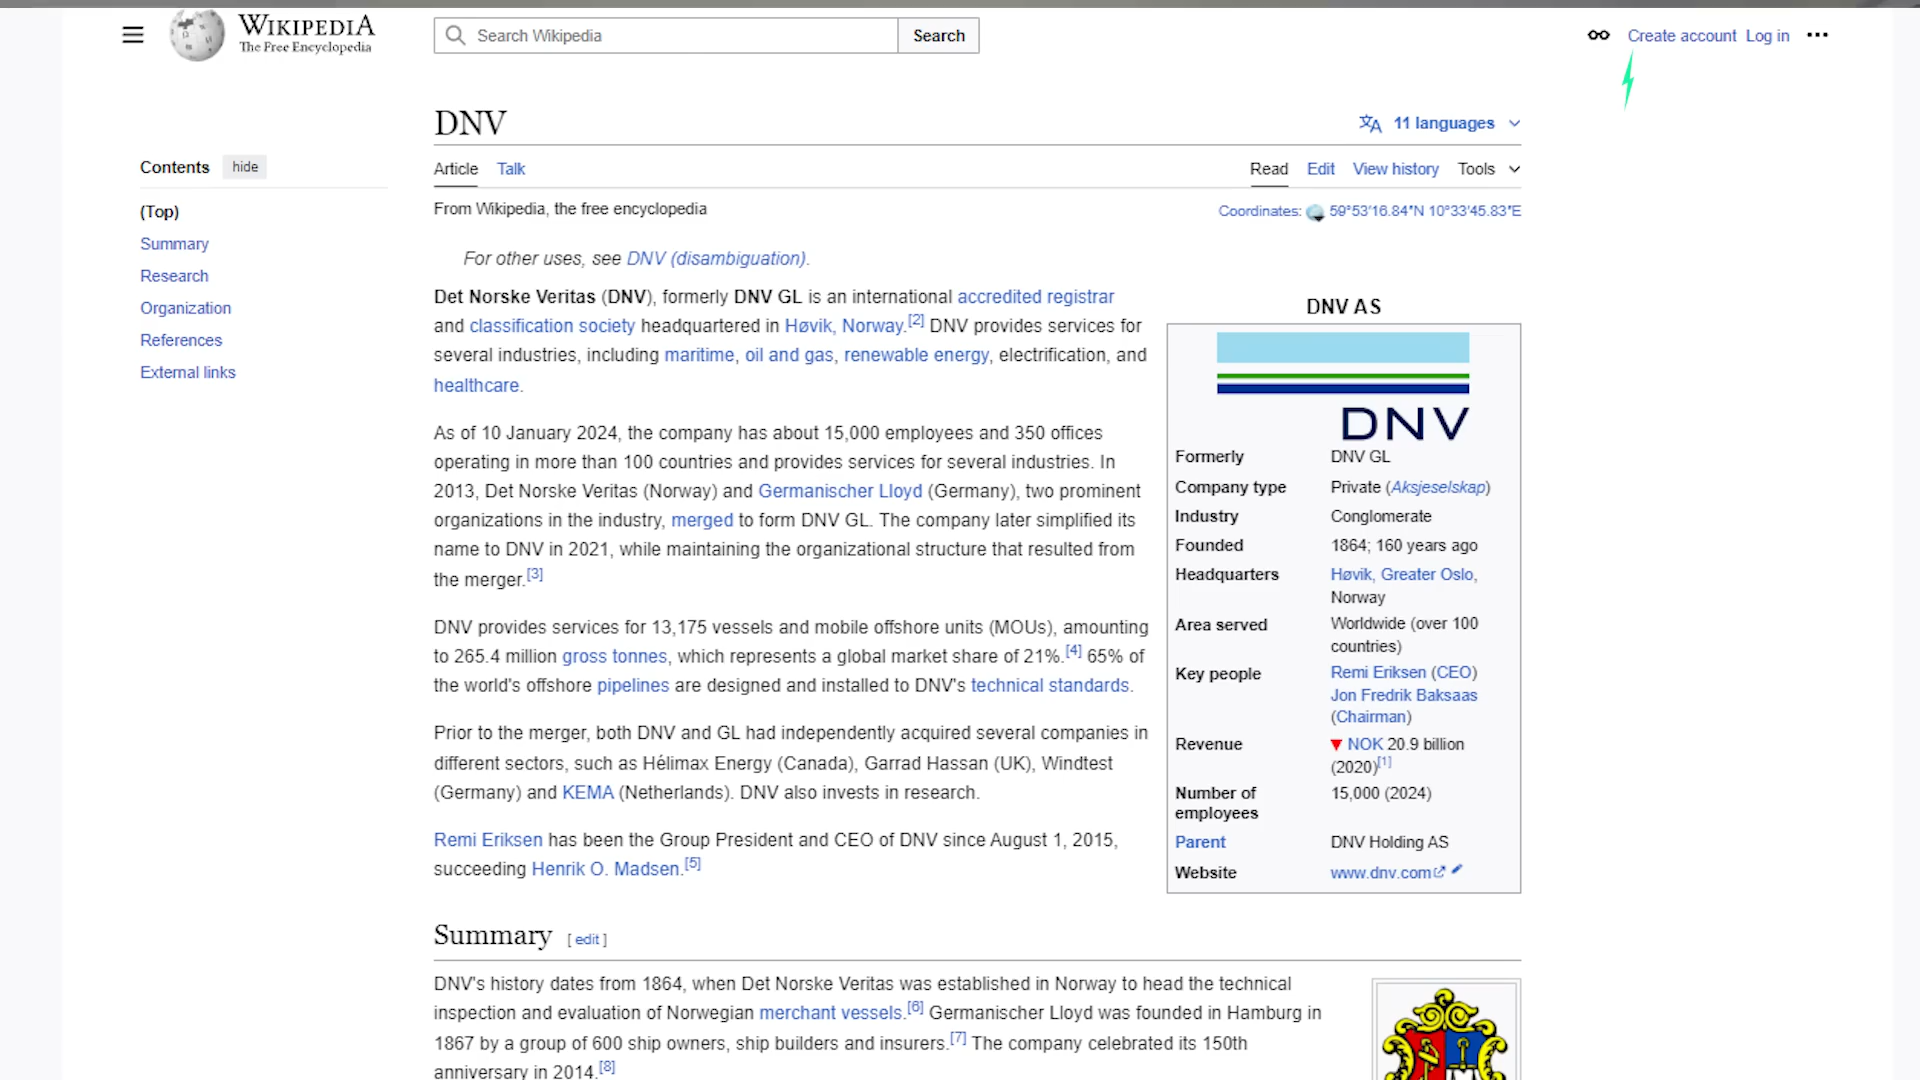 WIKIPEDIA
The Free Encyclopedia
Search Wikipedia
Search
Create account Log in
DNV
11 languages
Contents hide
Article Talk
Read Edit View history Tools
(Top)
Summary
Research
Organization
References
External links
From Wikipedia, the free encyclopedia
Coordinates: 59°53′16.84″N 10°33′45.83″E
For other uses, see DNV (disambiguation).
Det Norske Veritas (DNV), formerly DNV GL is an international accredited registrar
and classification society headquartered in Høvik, Norway.[2] DNV provides services for
several industries, including maritime, oil and gas, renewable energy, electrification, and
healthcare.
As of 10 January 2024, the company has about 15,000 employees and 350 offices
operating in more than 100 countries and provides services for several industries. In
2013, Det Norske Veritas (Norway) and Germanischer Lloyd (Germany), two prominent
organizations in the industry, merged to form DNV GL. The company later simplified its
name to DNV in 2021, while maintaining the organizational structure that resulted from
the merger.[3]
DNV provides services for 13,175 vessels and mobile offshore units (MOUs), amounting
to 265.4 million gross tonnes, which represents a global market share of 21%.[4] 65% of
the world's offshore pipelines are designed and installed to DNV's technical standards.
Prior to the merger, both DNV and GL had independently acquired several companies in
different sectors, such as Hélimax Energy (Canada), Garrad Hassan (UK), Windtest
(Germany) and KEMA (Netherlands). DNV also invests in research.
Remi Eriksen has been the Group President and CEO of DNV since August 1, 2015,
succeeding Henrik O. Madsen.[5]
DNV AS
DNV
Formerly DNV GL
Company type Private (Aksjeselskap)
Industry Conglomerate
Founded 1864; 160 years ago
Headquarters Høvik, Greater Oslo,
Norway
Area served Worldwide (over 100
countries)
Key people Remi Eriksen (CEO)
Jon Fredrik Baksaas
(Chairman)
Revenue ▼ NOK 20.9 billion
(2020)[1]
Number of 15,000 (2024)
employees
Parent DNV Holding AS
Website www.dnv.com
Summary [ edit ]
DNV's history dates from 1864, when Det Norske Veritas was established in Norway to head the technical
inspection and evaluation of Norwegian merchant vessels.[6] Germanischer Lloyd was founded in Hamburg in
1867 by a group of 600 ship owners, ship builders and insurers.[7] The company celebrated its 150th
anniversary in 2014.[8]